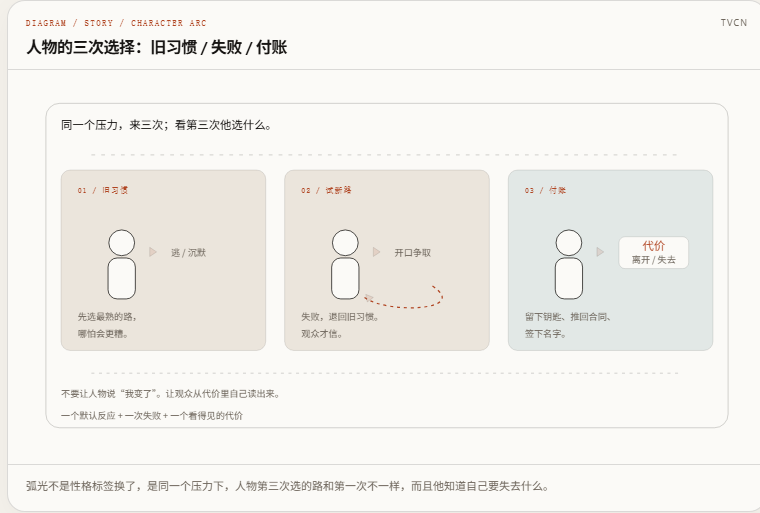 DIAGRAM / STORY / CHARACTER ARC
TVCN
人物的三次选择：旧习惯 / 失败 / 付账
同一个压力，来三次；看第三次他选什么。
01 / 旧习惯
逃 / 沉默
先选最熟的路，
哪怕会更糟。
02 / 试新路
开口争取
失败，退回旧习惯。
观众才信。
03 / 付账
代价
离开 / 失去
留下钥匙、推回合同、
签下名字。
不要让人物说“我变了”。让观众从代价里自己读出来。
一个默认反应 + 一次失败 + 一个看得见的代价
弧光不是性格标签换了，是同一个压力下，人物第三次选的路和第一次不一样，而且他知道自己要失去什么。